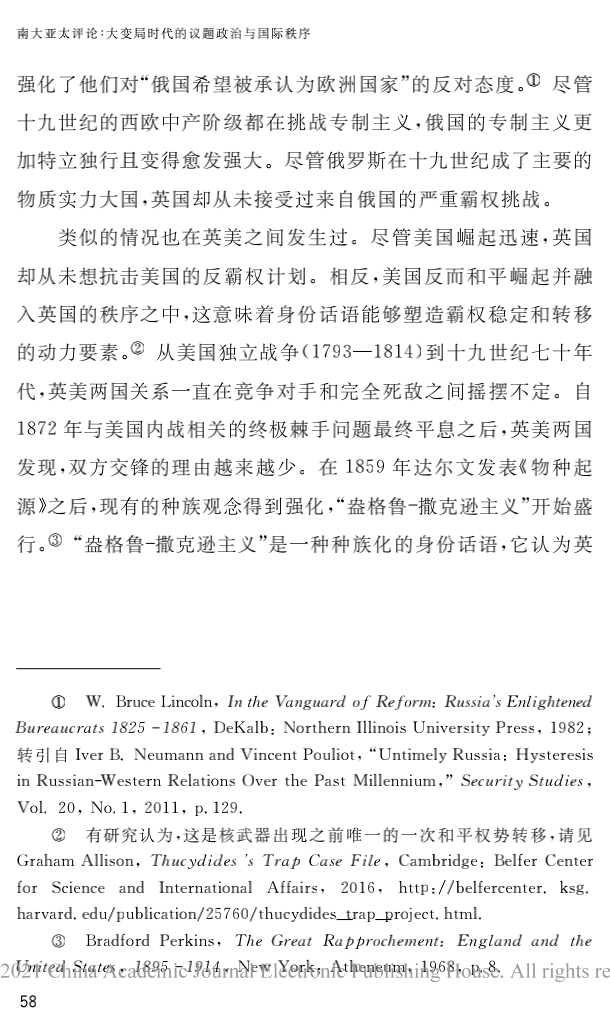 南大亚太评论:大变局时代的议题政治与国际秩序
强化了他们对“俄国希望被承认为欧洲国家”的反对态度。① 尽管
十九世纪的西欧中产阶级都在挑战专制主义,俄国的专制主义更
加特立独行且变得愈发强大。尽管俄罗斯在十九世纪成了主要的
物质实力大国,英国却从未接受过来自俄国的严重霸权挑战。
类似的情况也在英美之间发生过。尽管美国崛起迅速,英国
却从未想抗击美国的反霸权计划。相反,美国反而和平崛起并融
入英国的秩序之中,这意味着身份话语能够塑造霸权稳定和转移
的动力要素。② 从美国独立战争(1793—1814)到十九世纪七十年
代,英美两国关系一直在竞争对手和完全死敌之间摇摆不定。自
1872 年与美国内战相关的终极棘手问题最终平息之后,英美两国
发现,双方交锋的理由越来越少。在 1859 年达尔文发表《物种起
源》之后,现有的种族观念得到强化,“盎格鲁-撒克逊主义”开始盛
行。③ “盎格鲁-撒克逊主义”是一种种族化的身份话语,它认为英
① W. Bruce Lincoln, In the Vanguard of Reform: Russia's Enlightened
Bureaucrats 1825 -1861, DeKalb: Northern Illinois University Press, 1982;
转引自 Iver B. Neumann and Vincent Pouliot, “Untimely Russia: Hysteresis
in Russian-Western Relations Over the Past Millennium,” Security Studies,
Vol. 20, No. 1, 2011, p. 129.
② 有研究认为,这是核武器出现之前唯一的一次和平权势转移,请见
Graham Allison, Thucydides 's Trap Case File, Cambridge: Belfer Center
for Science and International Affairs, 2016, http://belfercenter. ksg.
harvard. edu/publication/25760/thucydides_trap_project. html.
③ Bradford Perkins, The Great Rapprochement: England and the
United States, 1895 -1914, New York: Atheneum, 1968, p. 8.
2021 China Academic Journal Electronic Publishing House. All rights re
58